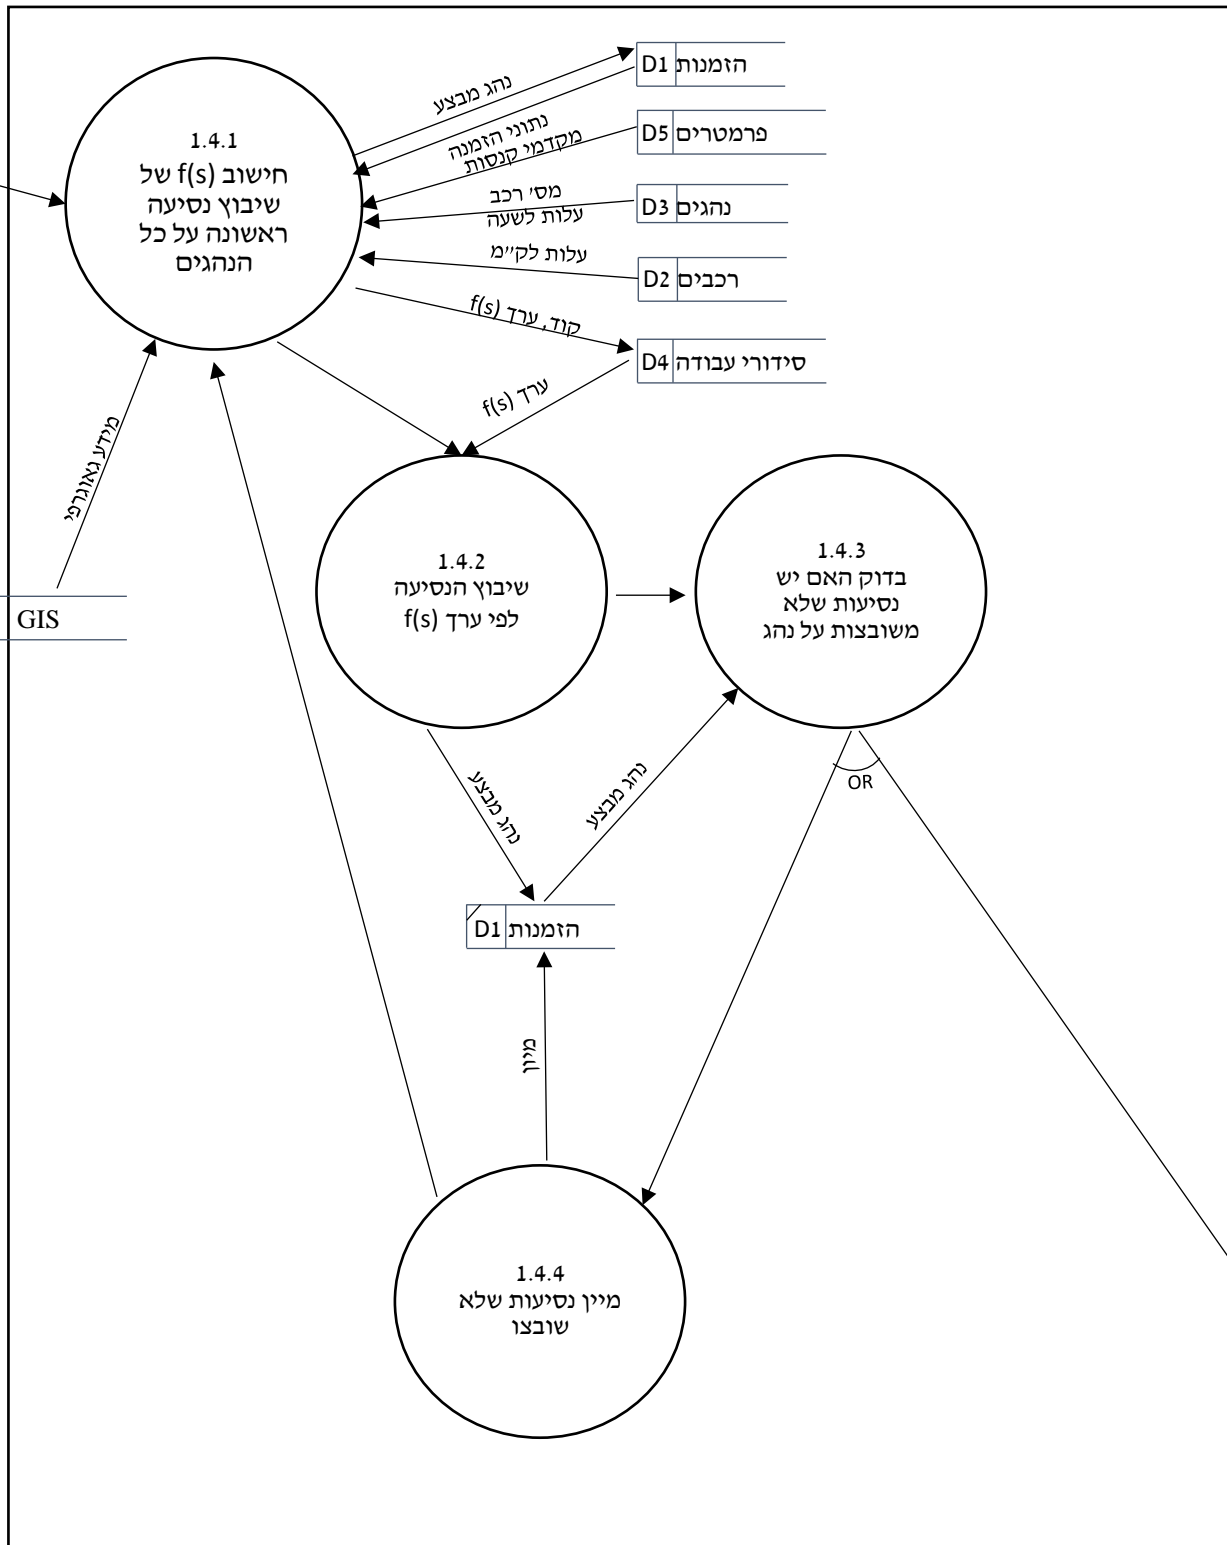 D1 הזמנות
נהג מבצע
נתוני הזמנה
D5 פרמטרים
מקדמי קנסות
1.4.1
חישוב f(s) של
שיבוץ נסיעה
ראשונה על כל
הנהגים
D3 נהגים
מס' רכב
עלות לשעה
D2 רכבים
עלות לק"מ
קוד, ערך f(s)
D4 סידורי עבודה
ערך f(s)
מידע גאוגרפי
GIS
1.4.2
שיבוץ הנסיעה
לפי ערך f(s)
1.4.3
בדוק האם יש
נסיעות שלא
משובצות על נהג
OR
נהג מבצע
נהג מבצע
D1 הזמנות
מיון
1.4.4
מיין נסיעות שלא
שובצו